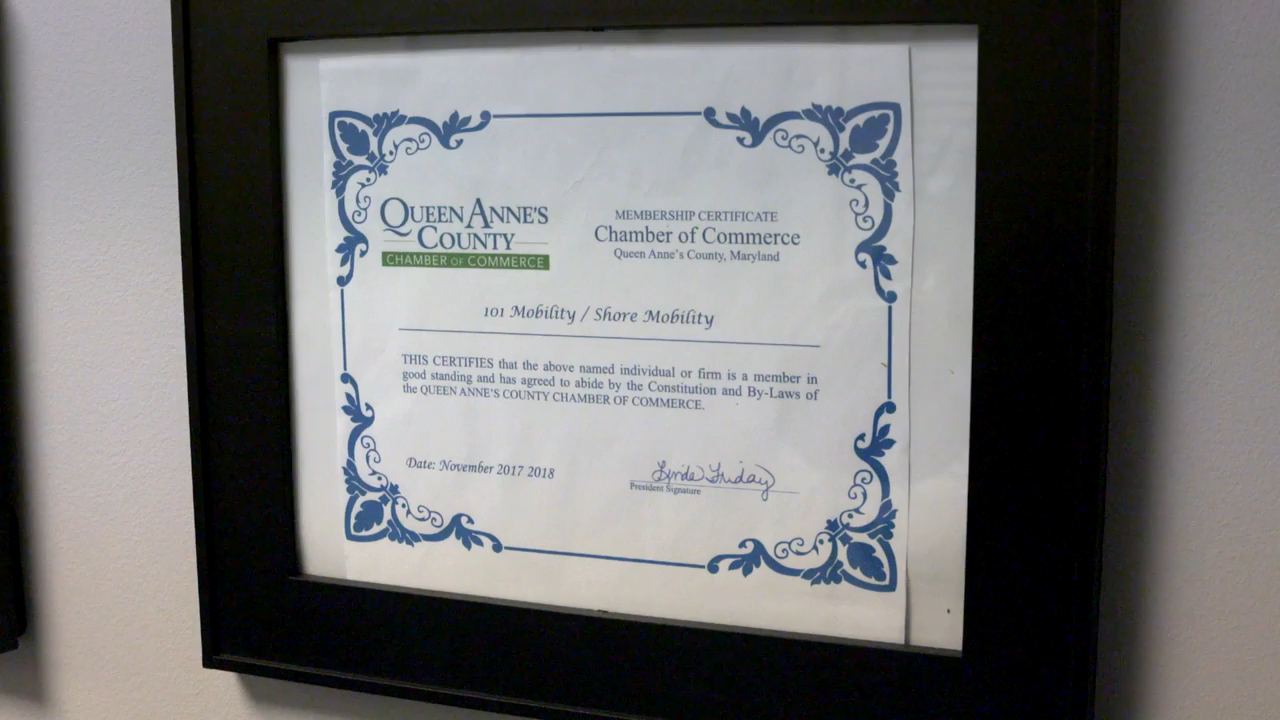 QUEEN ANNE'S
COUNTY
CHAMBER OF COMMERCE
MEMBERSHIP CERTIFICATE
Chamber of Commerce
Queen Anne's County, Maryland
101 Mobility / Shore Mobility
THIS CERTIFIES that the above named individual or firm is a member in
good standing and has agreed to abide by the Constitution and By-Laws of
the QUEEN ANNE'S COUNTY CHAMBER OF COMMERCE.
Date: November 2017 2018
Linda Friday
President Signature